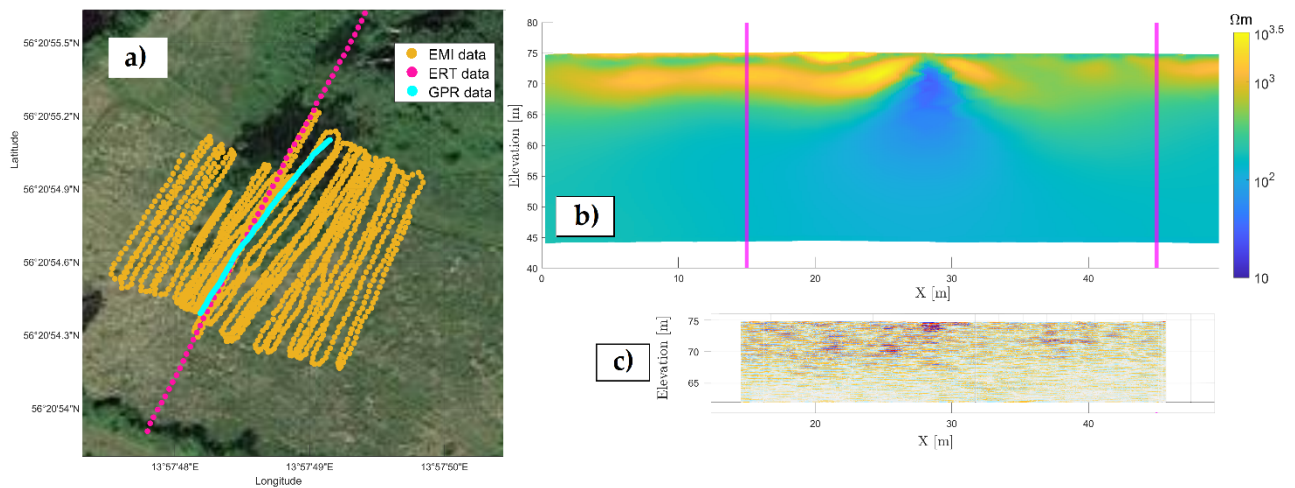 a)
EMI data
ERT data
GPR data
56°20'55.5"N
56°20'55.2"N
56°20'54.9"N
56°20'54.6"N
56°20'54.3"N
56°20'54"N
Latitude
13°57'48"E
13°57'49"E
13°57'50"E
Longitude
b)
80
75
70
65
60
55
50
45
40
Elevation [m]
0
10
20
30
40
X [m]
Ωm
10^3.5
10^3
10^2
10
c)
75
70
65
Elevation [m]
20
30
40
X [m]